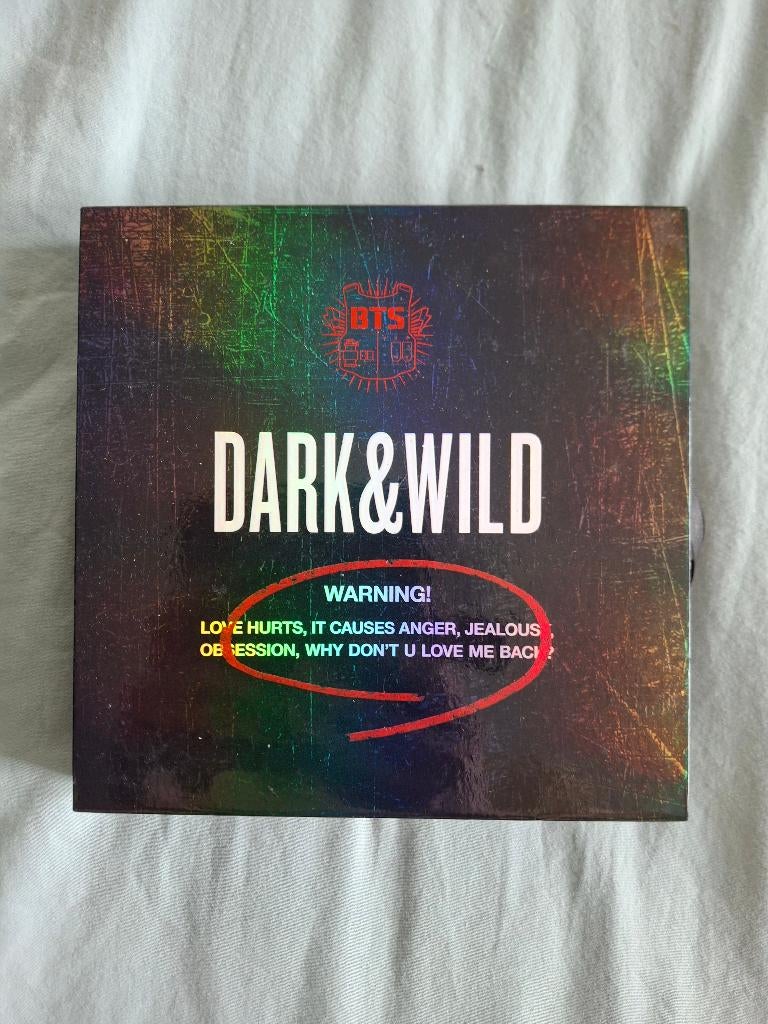 BTS
DARK&WILD
WARNING!
LOVE HURTS, IT CAUSES ANGER, JEALOUSY,
OBSESSION, WHY DON'T U LOVE ME BACK?